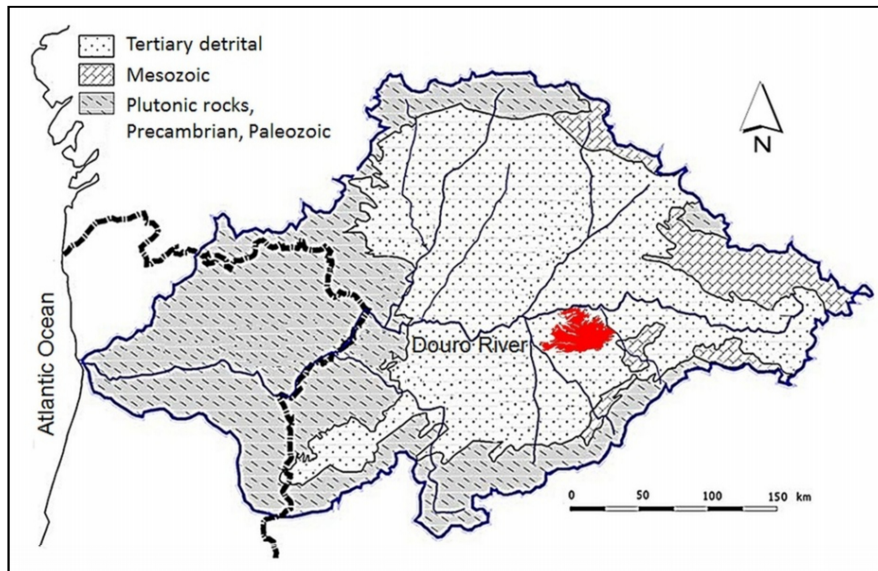 Tertiary detrital
Mesozoic
Plutonic rocks,
Precambrian, Paleozoic
N
Atlantic Ocean
Douro River
0 50 100 150 km